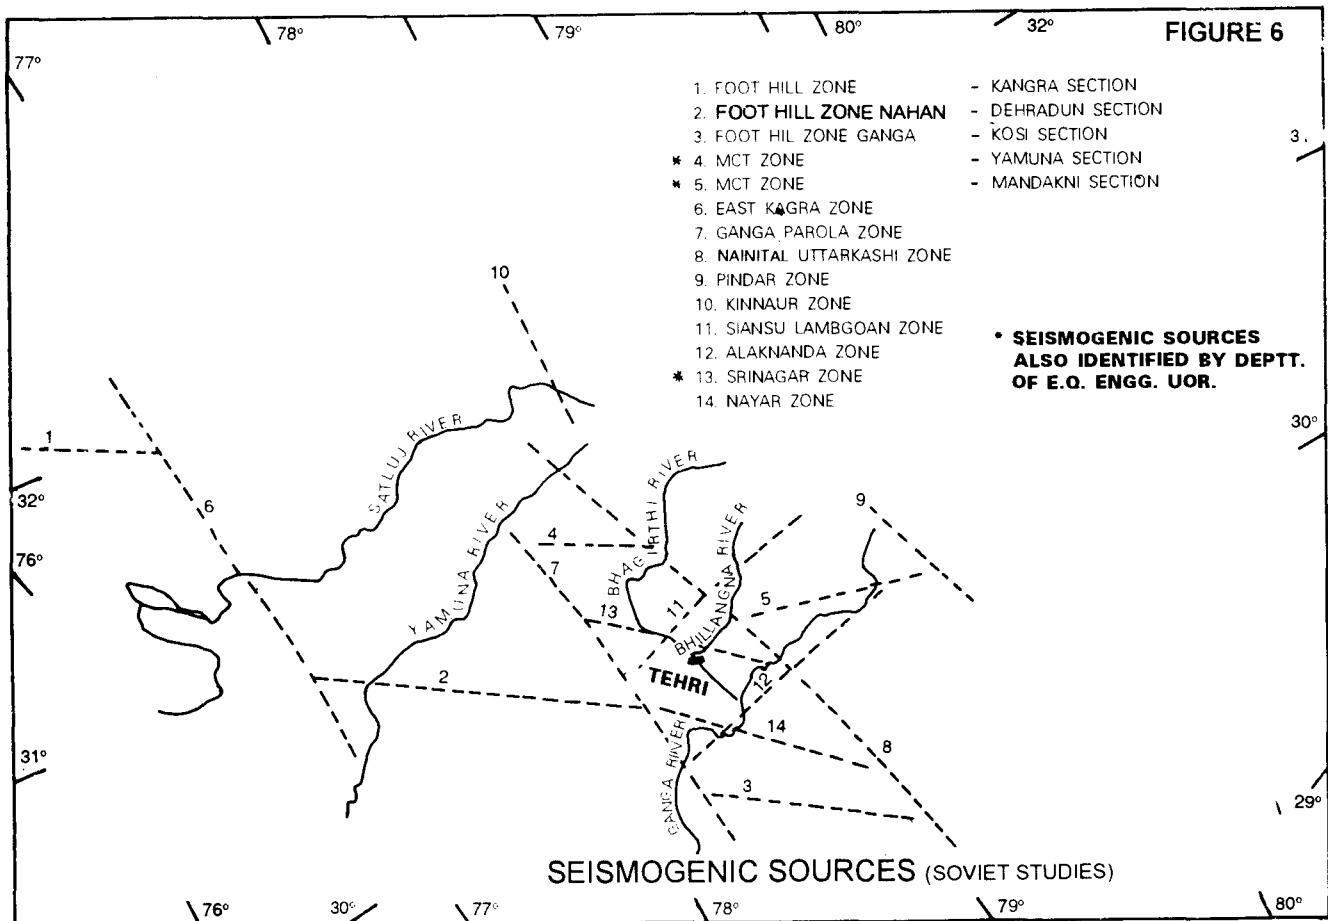 78°
79°
80°
32°
FIGURE 6
77°
1. FOOT HILL ZONE - KANGRA SECTION
2. FOOT HILL ZONE NAHAN - DEHRADUN SECTION
3. FOOT HIL ZONE GANGA - KOSI SECTION
* 4. MCT ZONE - YAMUNA SECTION
* 5. MCT ZONE - MANDAKNI SECTION
6. EAST KAGRA ZONE
7. GANGA PAROLA ZONE
8. NAINITAL UTTARKASHI ZONE
9. PINDAR ZONE
10. KINNAUR ZONE
11. SIANSU LAMBGOAN ZONE
12. ALAKNANDA ZONE
* 13. SRINAGAR ZONE
14. NAYAR ZONE
* SEISMOGENIC SOURCES
ALSO IDENTIFIED BY DEPTT.
OF E.Q. ENGG. UOR.
3.
10
30°
1
SATLUJ RIVER
32°
6
YAMUNA RIVER
BHAGIRTHI RIVER
BHILLANGNA RIVER
9
4
76°
7
13
11
5
TEHRI
2
12
14
GANGA RIVER
8
31°
3
29°
SEISMOGENIC SOURCES (SOVIET STUDIES)
76°
30°
77°
78°
79°
80°